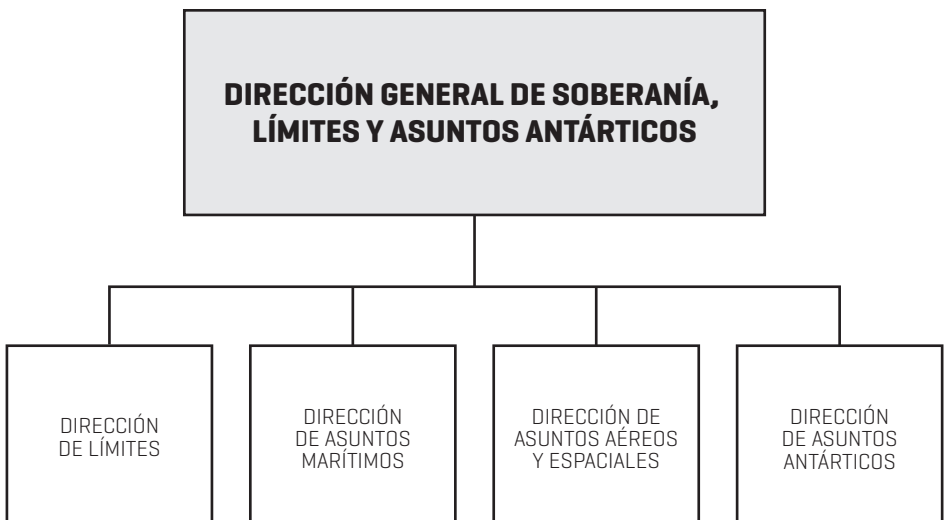 DIRECCIÓN GENERAL DE SOBERANÍA,
LÍMITES Y ASUNTOS ANTÁRTICOS
DIRECCIÓN
DE LÍMITES
DIRECCIÓN
DE ASUNTOS
MARÍTIMOS
DIRECCIÓN DE
ASUNTOS AÉREOS
Y ESPACIALES
DIRECCIÓN
DE ASUNTOS
ANTÁRTICOS